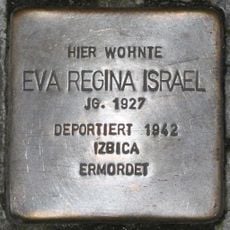 HIER WOHNTE
EVA REGINA ISRAEL
JG. 1927
DEPORTIERT 1942
IZBICA
ERMORDET